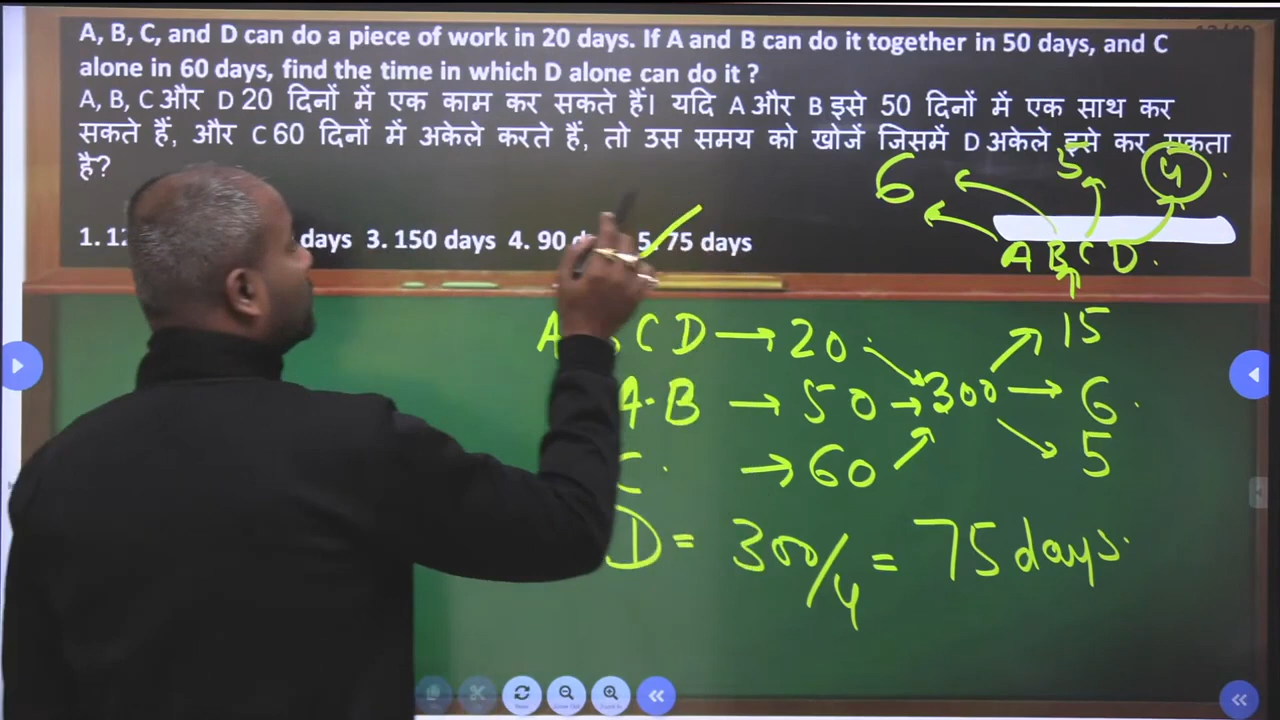 A, B, C, and D can do a piece of work in 20 days. If A and B can do it together in 50 days, and C
alone in 60 days, find the time in which D alone can do it ?
A, B, C और D 20 दिनों में एक काम कर सकते हैं। यदि A और B इसे 50 दिनों में एक साथ कर
सकते हैं, और C 60 दिनों में अकेले करते हैं, तो उस समय को खोजें जिसमें D अकेले इसे कर सकता
है?
6 5 4
1. days 3. 150 days 4. 90 5. 75 days
A B C D
A C D → 20 300 15
A·B → 50 → 300 → 6
C → 60 5
D = 300/4 = 75 days